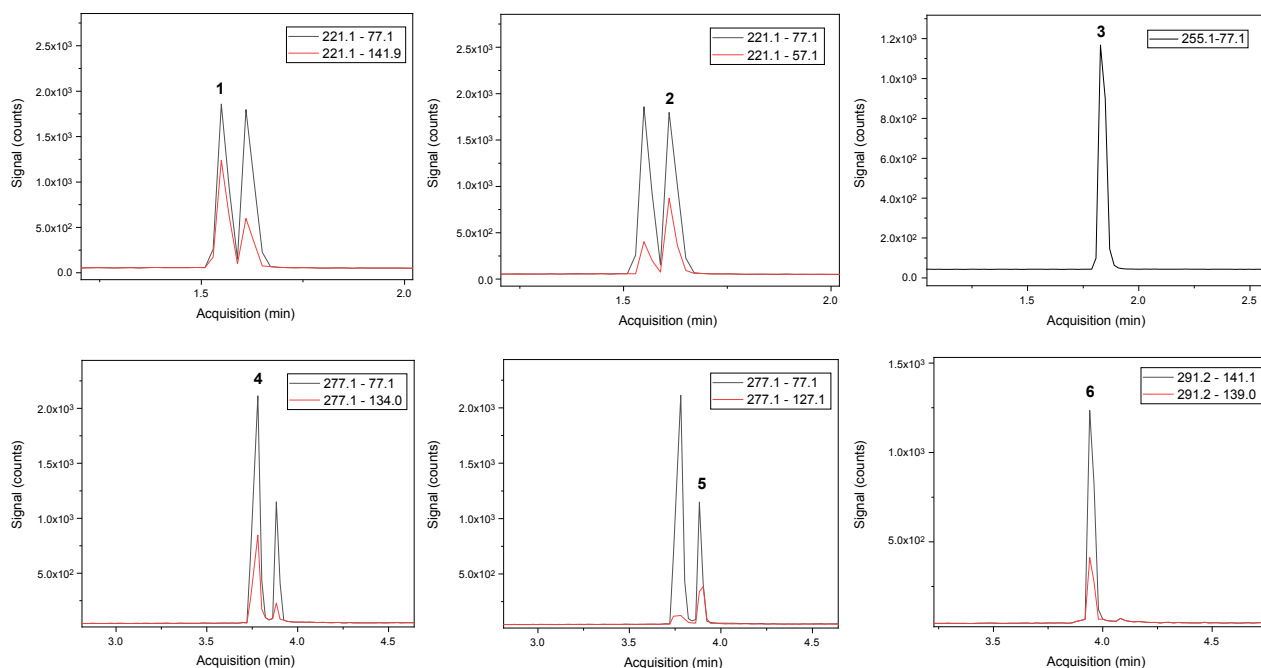 221.1 - 77.1
221.1 - 141.9
1
2.5x10³
2.0x10³
1.5x10³
1.0x10³
5.0x10²
0.0
1.5
2.0
Signal (counts)
Acquisition (min)
221.1 - 77.1
221.1 - 57.1
2
2.5x10³
2.0x10³
1.5x10³
1.0x10³
5.0x10²
0.0
1.5
2.0
Signal (counts)
Acquisition (min)
255.1-77.1
3
1.2x10³
1.0x10³
8.0x10²
6.0x10²
4.0x10²
2.0x10²
0.0
1.5
2.0
2.5
Signal (counts)
Acquisition (min)
277.1 - 77.1
277.1 - 134.0
4
2.0x10³
1.5x10³
1.0x10³
5.0x10²
3.0
3.5
4.0
4.5
Signal (counts)
Acquisition (min)
277.1 - 77.1
277.1 - 127.1
5
2.0x10³
1.5x10³
1.0x10³
5.0x10²
3.0
3.5
4.0
4.5
Signal (counts)
Acquisition (min)
291.2 - 141.1
291.2 - 139.0
6
1.5x10³
1.0x10³
5.0x10²
3.5
4.0
4.5
Signal (counts)
Acquisition (min)